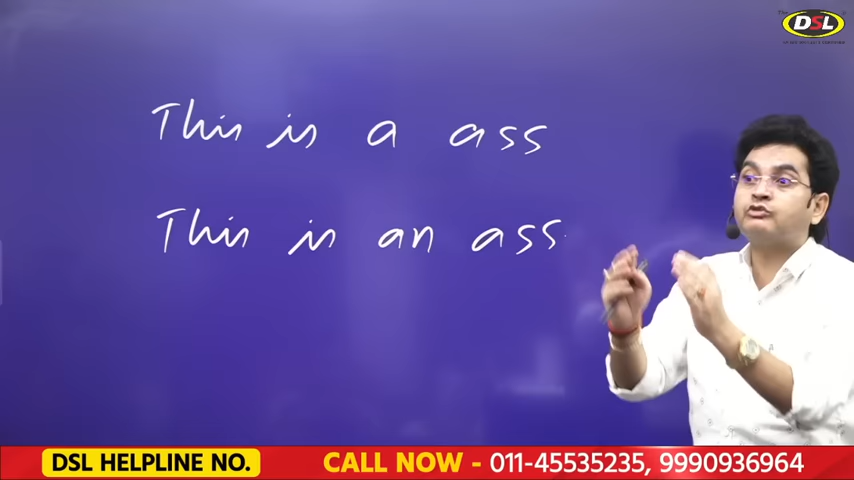 DSL
This is a ass
This is an ass.
DSL HELPLINE NO. CALL NOW - 011-45535235, 9990936964